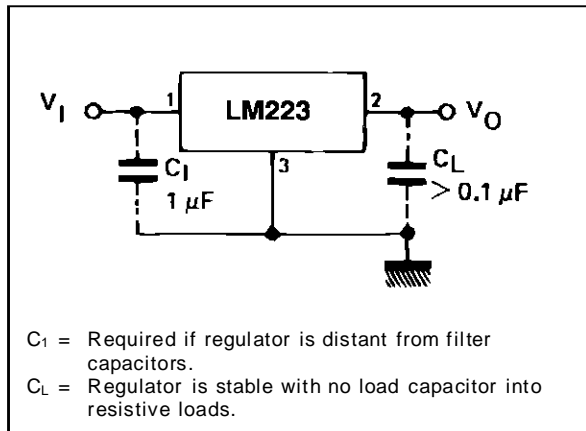 V_I
1
LM223
2
V_O
3
C_I
1 μF
C_L
> 0.1 μF
C₁ = Required if regulator is distant from filter
capacitors.
C_L = Regulator is stable with no load capacitor into
resistive loads.